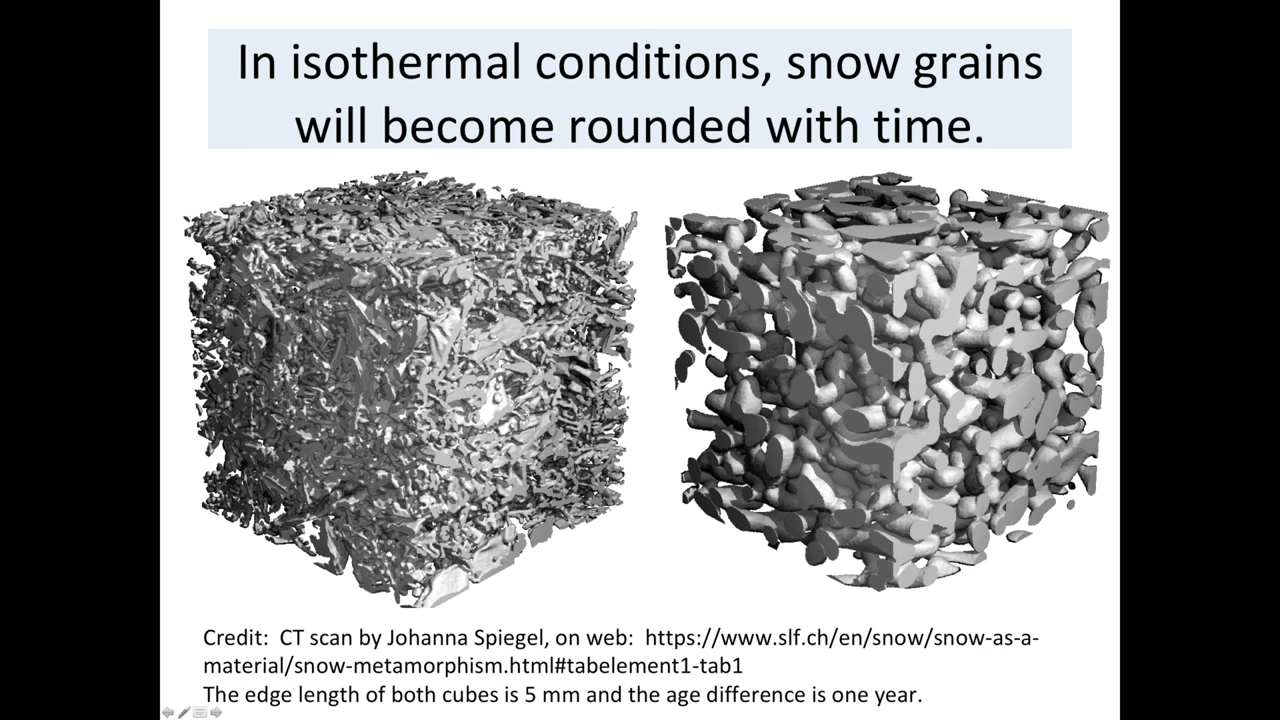 In isothermal conditions, snow grains
will become rounded with time.
Credit:  CT scan by Johanna Spiegel, on web:  https://www.slf.ch/en/snow/snow-as-a-
material/snow-metamorphism.html#tabelement1-tab1
The edge length of both cubes is 5 mm and the age difference is one year.